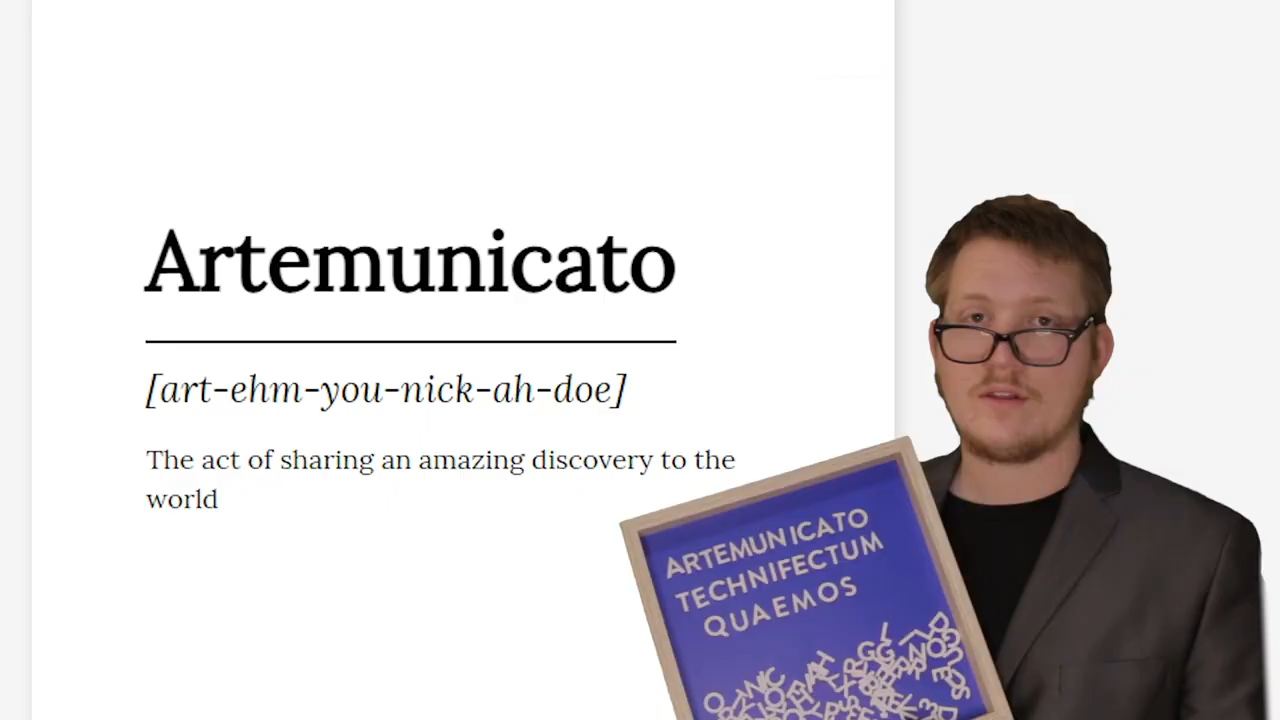 Artemunicato
[art-ehm-you-nick-ah-doe]
The act of sharing an amazing discovery to the
world
ARTEMUNICATO
TECHNIFECTUM
QUAEMOS